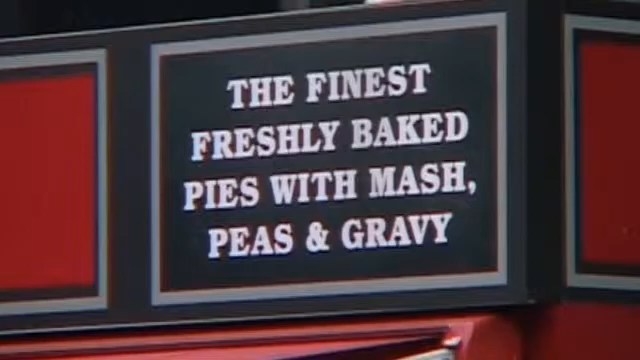 THE FINEST
FRESHLY BAKED
PIES WITH MASH,
PEAS & GRAVY